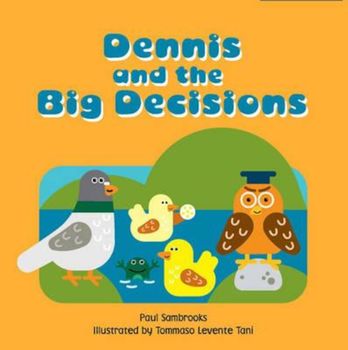 Dennis
and the
Big Decisions
Paul Sambrooks
Illustrated by Tommaso Levente Tani